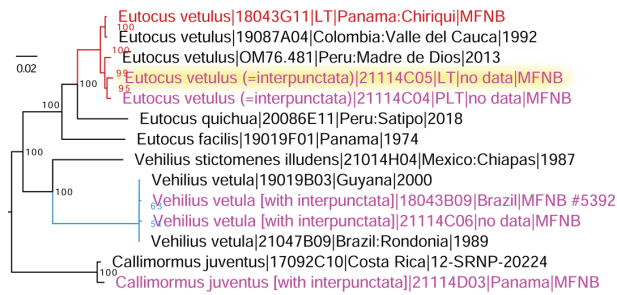 Eutocus vetulus|18043G11|LT|Panama:Chiriqui|MFNB
100
Eutocus vetulus|19087A04|Colombia:Valle del Cauca|1992
0.02
100
Eutocus vetulus|OM76.481|Peru:Madre de Dios|2013
99
Eutocus vetulus (=interpunctata)|21114C05|LT|no data|MFNB
100
95
Eutocus vetulus (=interpunctata)|21114C04|PLT|no data|MFNB
100
Eutocus quichua|20086E11|Peru:Satipo|2018
Eutocus facilis|19019F01|Panama|1974
100
Vehilius stictomenes illudens|21014H04|Mexico:Chiapas|1987
Vehilius vetula|19019B03|Guyana|2000
100
Vehilius vetula [with interpunctata]|18043B09|Brazil|MFNB #5392
Vehilius vetula [with interpunctata]|21114C06|no data|MFNB
Vehilius vetula|21047B09|Brazil:Rondonia|1989
Callimormus juventus|17092C10|Costa Rica|12-SRNP-20224
100
Callimormus juventus [with interpunctata]|21114D03|Panama|MFNB